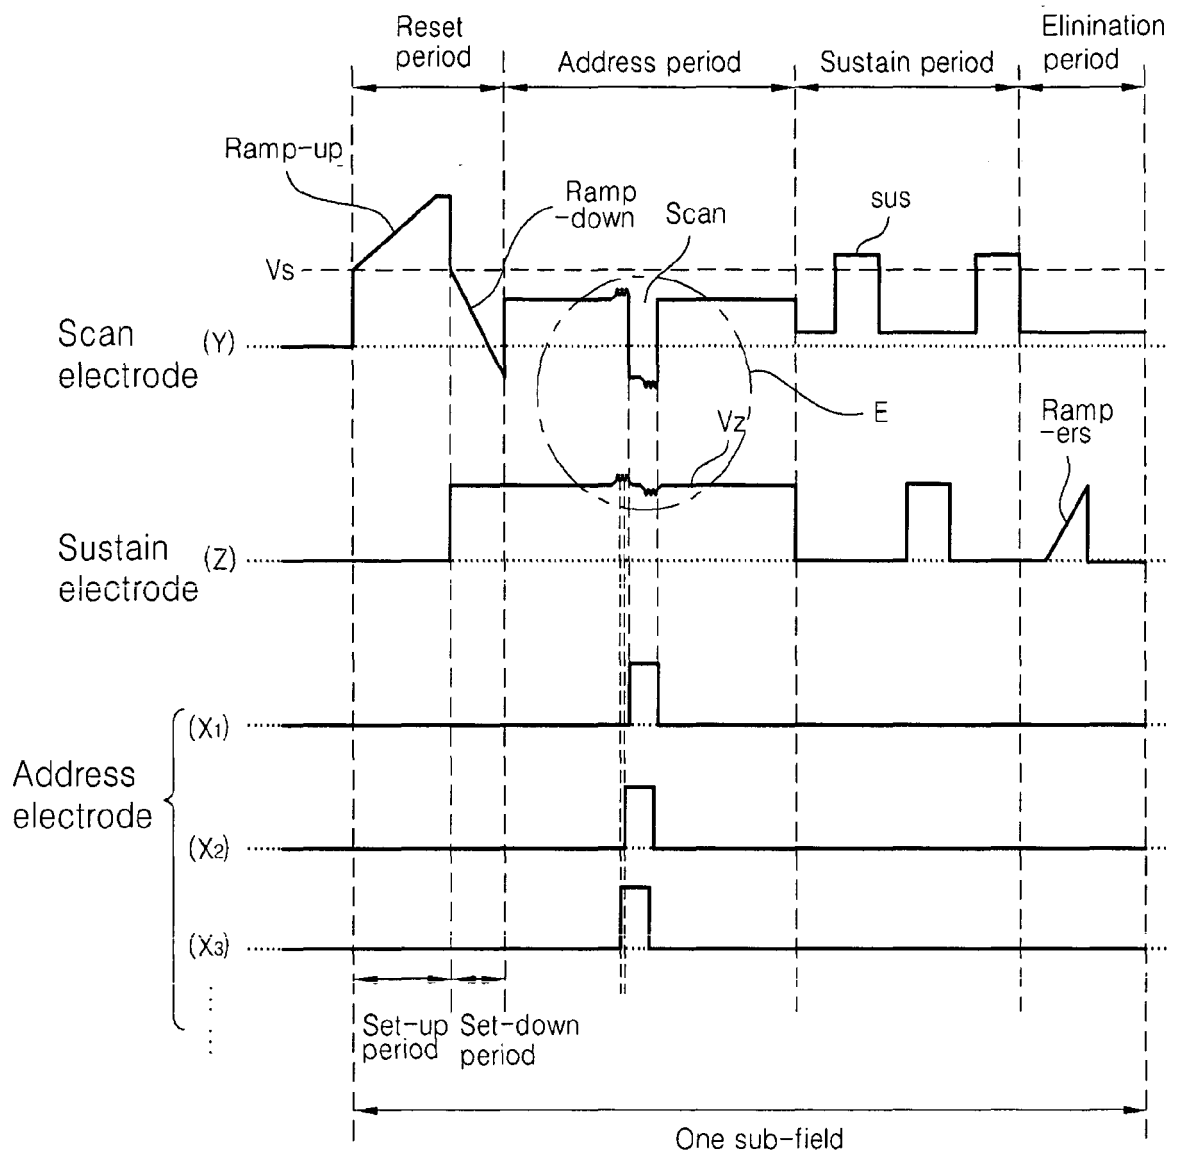 Reset
period
Address period
Sustain period
Elinination
period
Ramp-up
Ramp
-down
Scan
sus
Vs
Scan
electrode
(Y)
E
Vz
Ramp
-ers
Sustain
electrode
(Z)
(X1)
Address
electrode
(X2)
(X3)
Set-up
period
Set-down
period
One sub-field